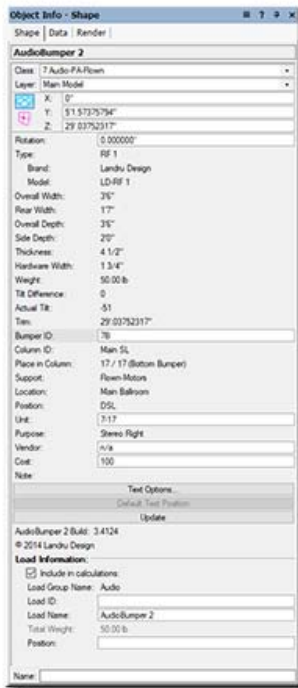 Object Info - Shape
Shape Data Render
AudioBumper 2
Class: 7 Audio-PA-Flown
Layer: Main Model
X: 0"
Y: 5'1.57375794"
Z: 29'.03752317"
Rotation: 0.000000°
Type: RF 1
Brand: Landru Design
Model: LD-RF 1
Overall Width: 3'6"
Rear Width: 1'7"
Overall Depth: 3'6"
Side Depth: 2'0"
Thickness: 4 1/2"
Hardware Width: 1 3/4"
Weight: 50.00 lb
Tilt Difference: 0
Actual Tilt: -51
Trim: 29'.03752317"
Bumper ID: 7B
Column ID: Main SL
Place in Column: 17 / 17 (Bottom Bumper)
Support: Flown-Motors
Location: Main Ballroom
Position: DSL
Unit: 7-17
Purpose: Stereo Right
Vendor: n/a
Cost: 100
Note:
Text Options...
Default Text Position
Update
AudioBumper 2 Build: 3.4124
© 2014 Landru Design
Load Information:
Include in calculations:
Load Group Name: Audio
Load ID:
Load Name: AudioBumper 2
Total Weight: 50.00 lb
Position:
Name: